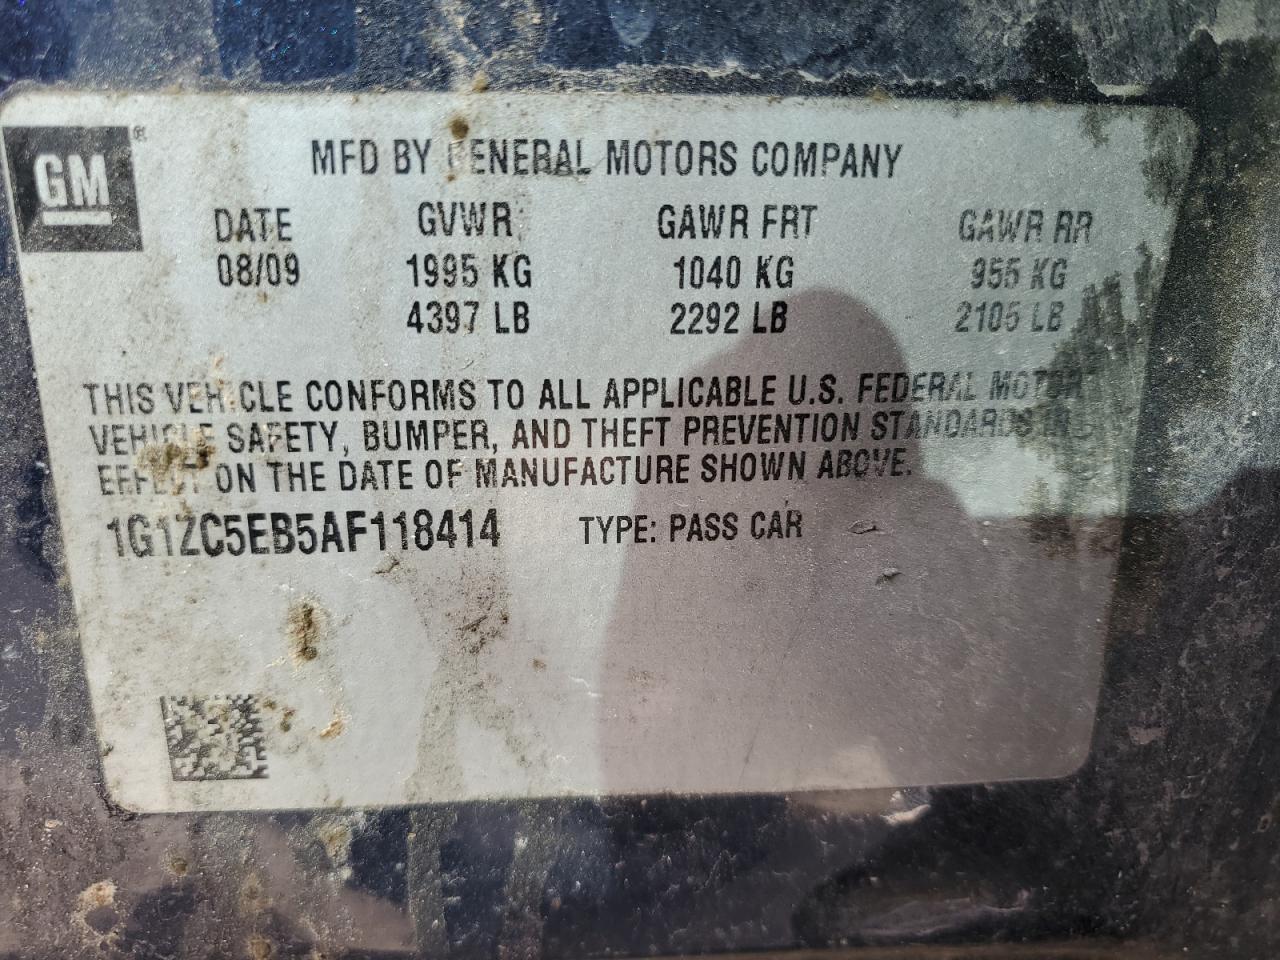 GM ®
MFD BY GENERAL MOTORS COMPANY
DATE GVWR GAWR FRT GAWR RR
08/09 1995 KG 1040 KG 955 KG
4397 LB 2292 LB 2105 LB
THIS VEHICLE CONFORMS TO ALL APPLICABLE U.S. FEDERAL MOTOR
VEHICLE SAFETY, BUMPER, AND THEFT PREVENTION STANDARDS IN
EFFECT ON THE DATE OF MANUFACTURE SHOWN ABOVE.
1G1ZC5EB5AF118414 TYPE: PASS CAR